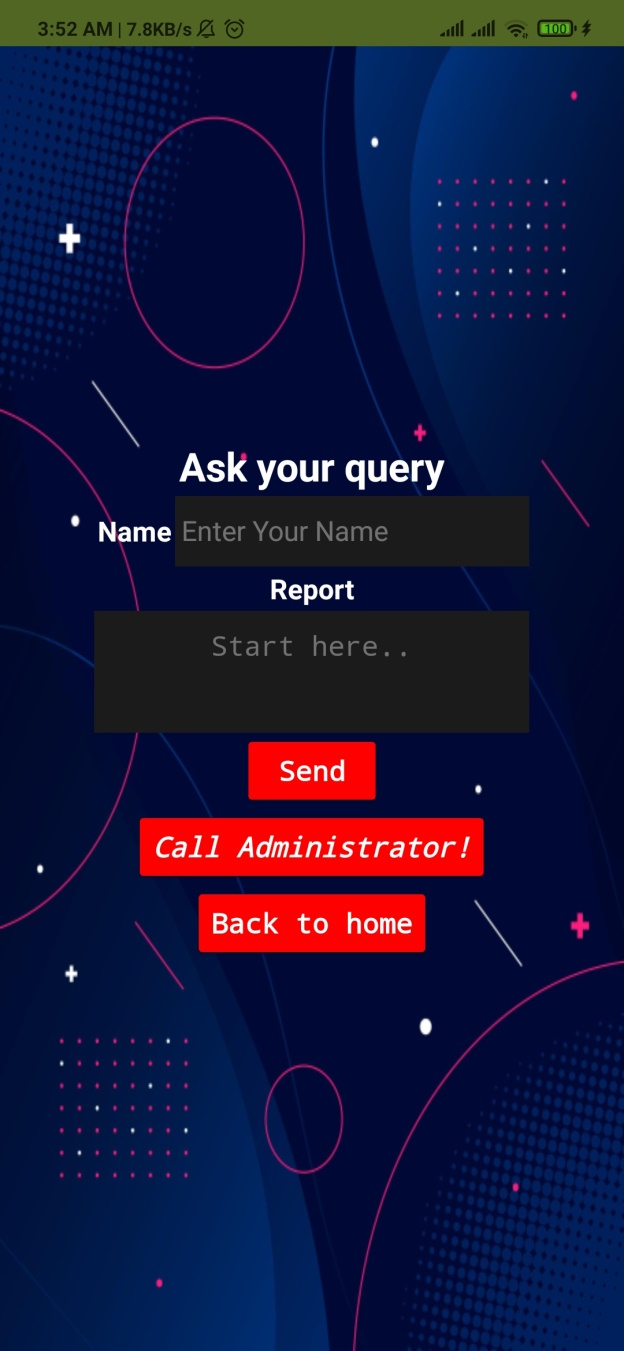 3:52 AM | 7.8KB/s 100
Ask your query
Name Enter Your Name
Report
Start here..
Send
Call Administrator!
Back to home